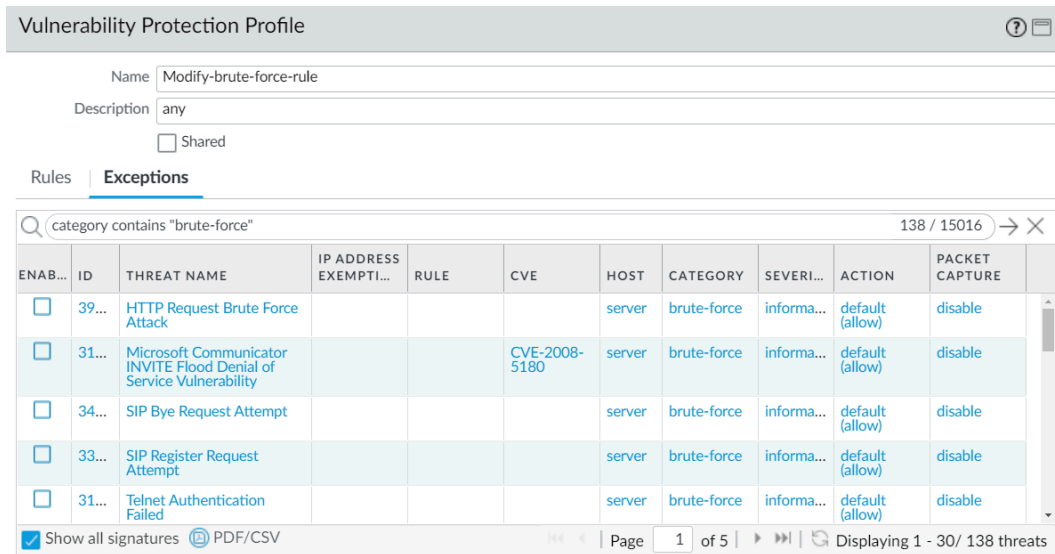 Vulnerability Protection Profile
Name Modify-brute-force-rule
Description any
Shared
Rules Exceptions
category contains "brute-force" 138 / 15016
ENAB... ID THREAT NAME IP ADDRESS EXEMPTI... RULE CVE HOST CATEGORY SEVERI... ACTION PACKET CAPTURE
39... HTTP Request Brute Force server brute-force informa... default disable
Attack (allow)
31... Microsoft Communicator CVE-2008- server brute-force informa... default disable
INVITE Flood Denial of 5180 (allow)
Service Vulnerability
34... SIP Bye Request Attempt server brute-force informa... default disable
(allow)
33... SIP Register Request server brute-force informa... default disable
Attempt (allow)
31... Telnet Authentication server brute-force informa... default disable
Failed (allow)
Show all signatures PDF/CSV Page 1 of 5 Displaying 1 - 30/ 138 threats